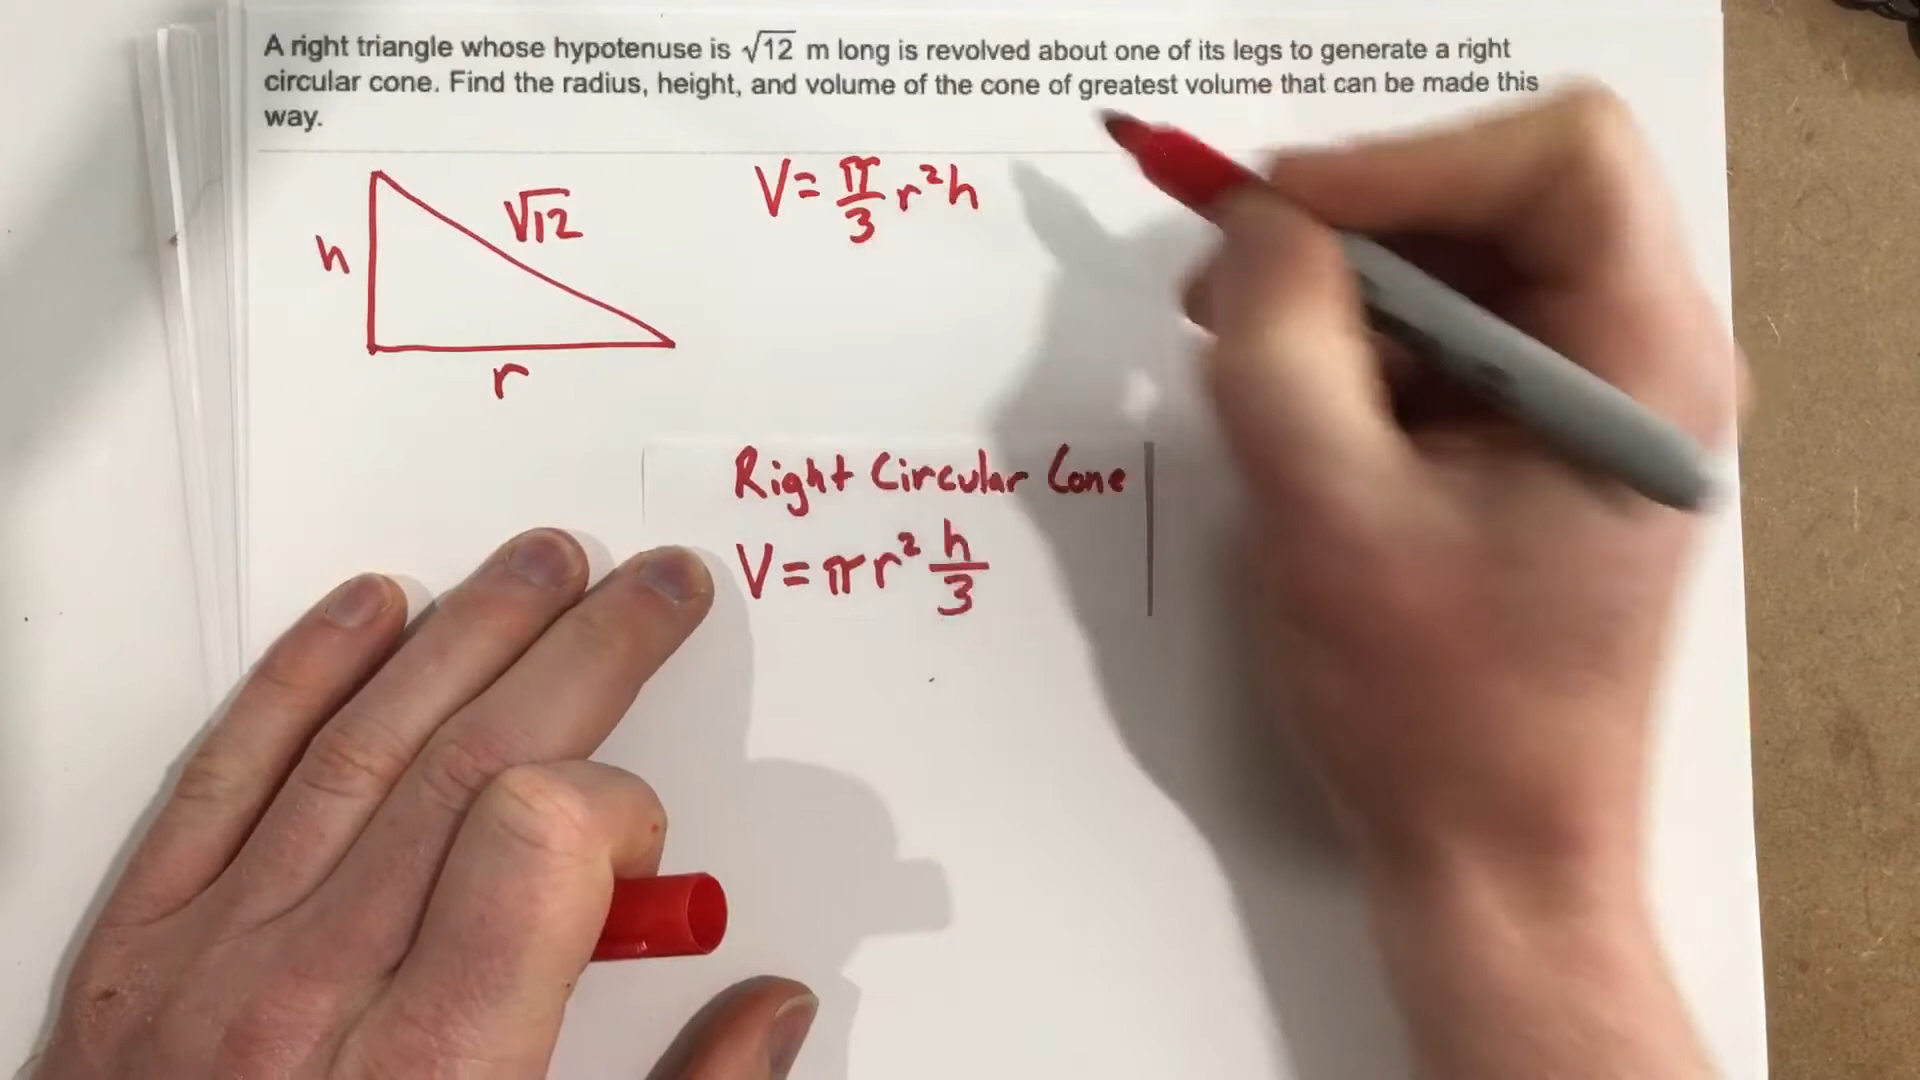 A right triangle whose hypotenuse is √12 m long is revolved about one of its legs to generate a right
circular cone. Find the radius, height, and volume of the cone of greatest volume that can be made this
way.
V = π/3 r²h
√12
h
r
Right Circular Cone
V = πr² h/3